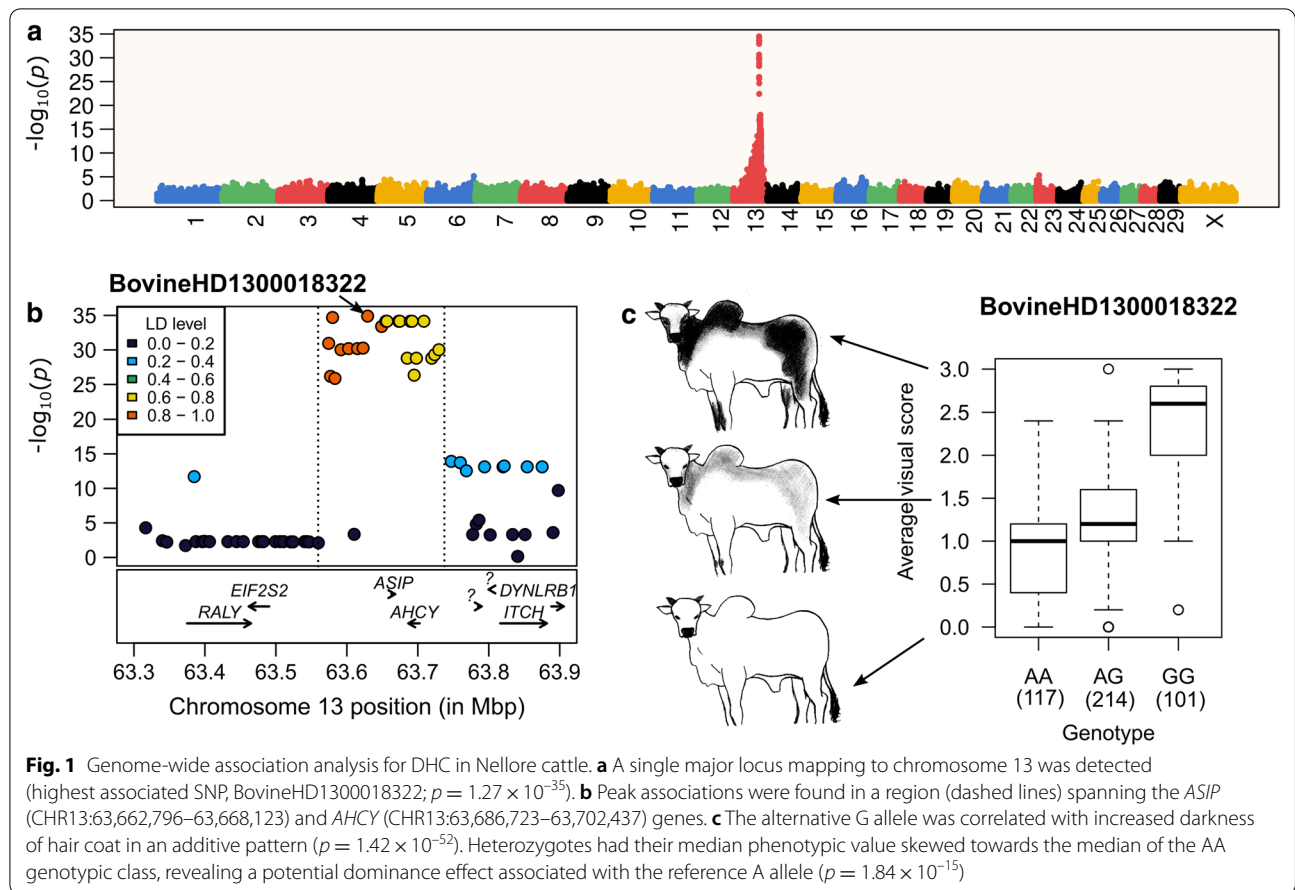 a
35
30
25
20
15
10
5
0
-log10(p)
1 2 3 4 5 6 7 8 9 10 11 12 13 14 15 16 17 18 19 20 21 22 23 24 25 26 27 28 29 X
BovineHD1300018322
b
35
30
25
20
15
10
5
0
-log10(p)
LD level
0.0 – 0.2
0.2 – 0.4
0.4 – 0.6
0.6 – 0.8
0.8 – 1.0
EIF2S2
RALY
ASIP
AHCY
?
?
DYNLRB1
ITCH
63.3 63.4 63.5 63.6 63.7 63.8 63.9
Chromosome 13 position (in Mbp)
c
BovineHD1300018322
Average visual score
3.0
2.5
2.0
1.5
1.0
0.5
0.0
AA AG GG
(117) (214) (101)
Genotype
Fig. 1 Genome-wide association analysis for DHC in Nellore cattle. a A single major locus mapping to chromosome 13 was detected
(highest associated SNP, BovineHD1300018322; p = 1.27 × 10−35). b Peak associations were found in a region (dashed lines) spanning the ASIP
(CHR13:63,662,796–63,668,123) and AHCY (CHR13:63,686,723–63,702,437) genes. c The alternative G allele was correlated with increased darkness
of hair coat in an additive pattern (p = 1.42 × 10−52). Heterozygotes had their median phenotypic value skewed towards the median of the AA
genotypic class, revealing a potential dominance effect associated with the reference A allele (p = 1.84 × 10−15)